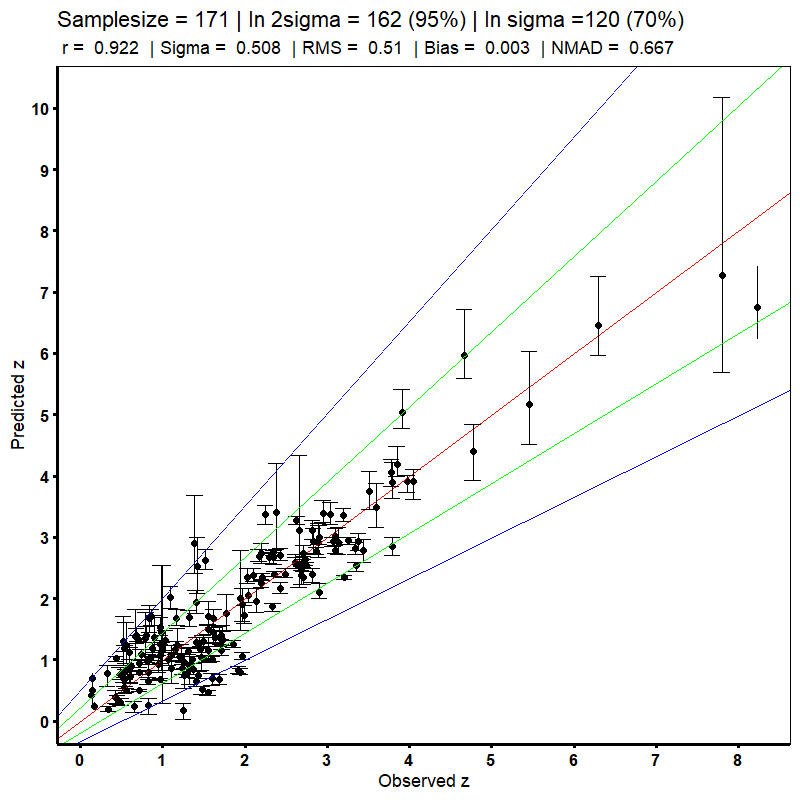 Samplesize = 171 | In 2sigma = 162 (95%) | In sigma =120 (70%)
r = 0.922 | Sigma = 0.508 | RMS = 0.51 | Bias = 0.003 | NMAD = 0.667
10
9
8
7
6
5
4
3
2
1
0
Predicted z
0 1 2 3 4 5 6 7 8
Observed z